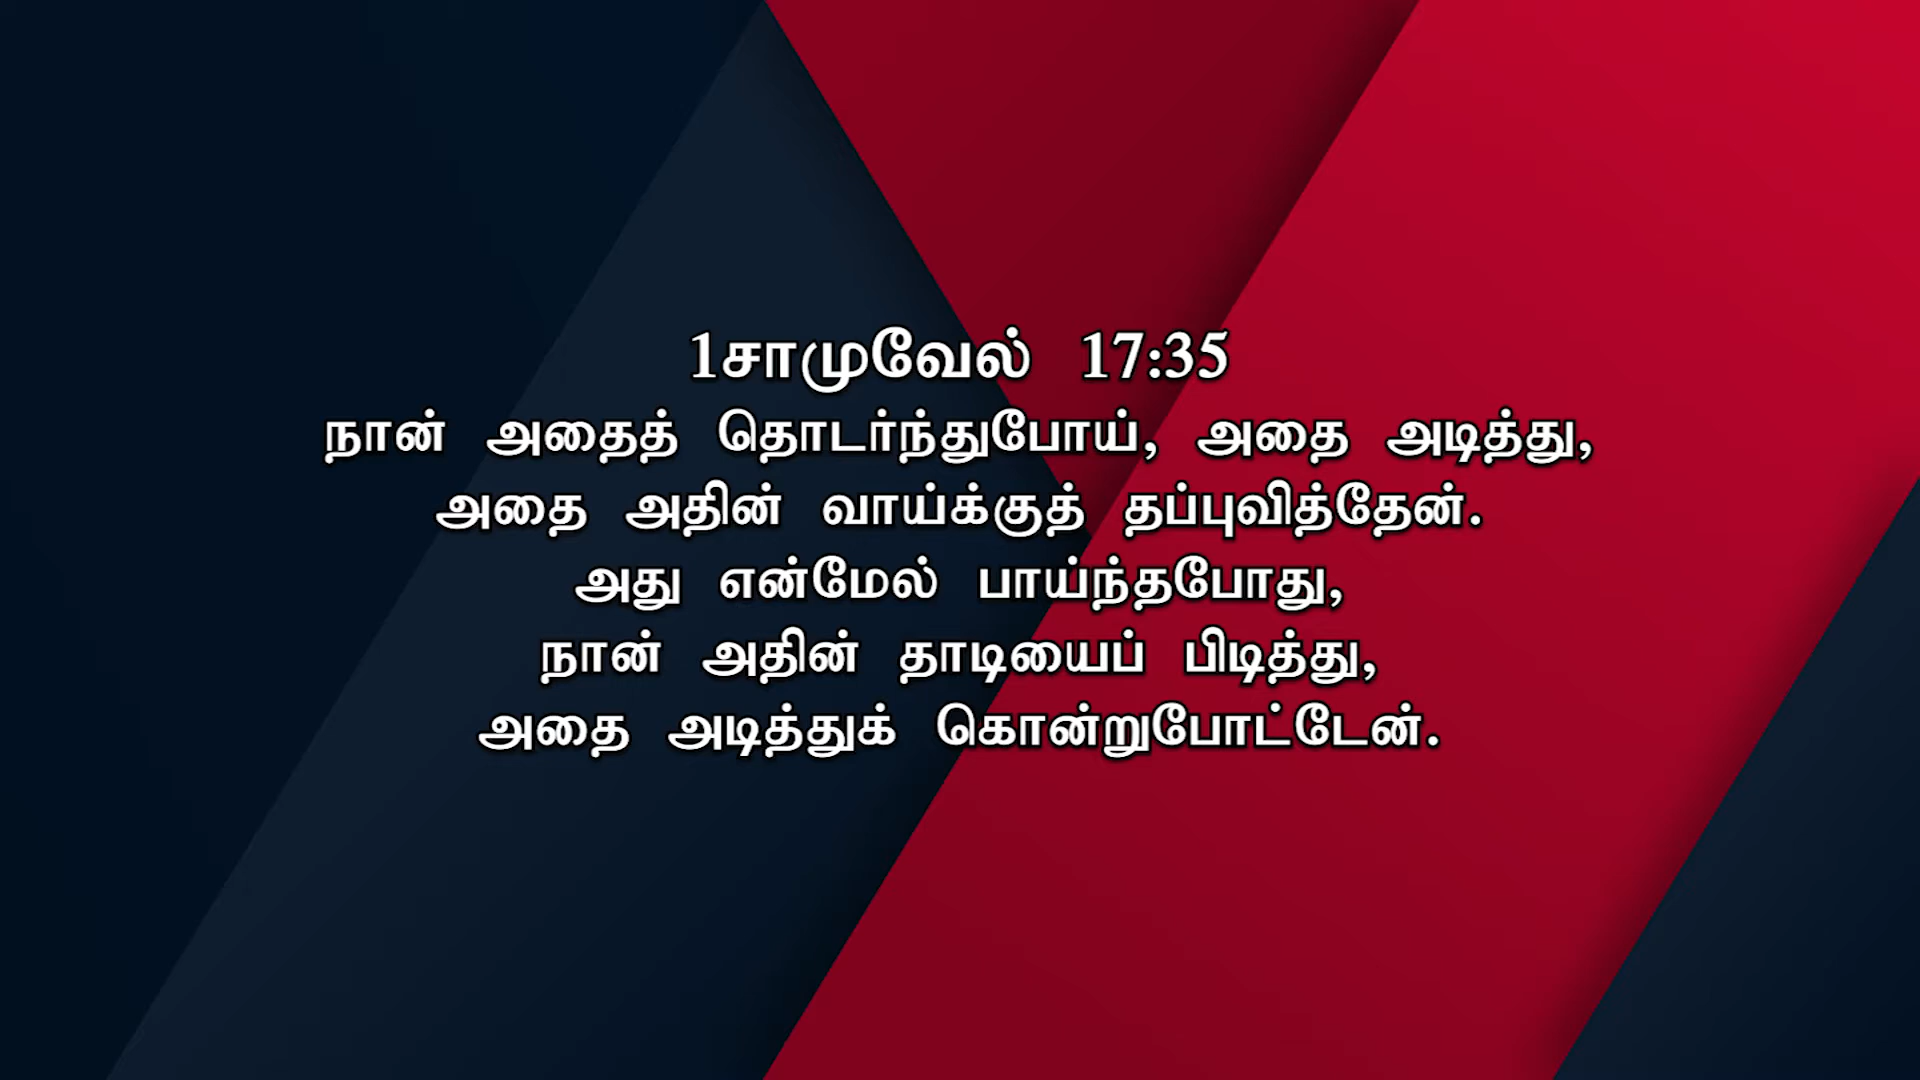 1சாமுவேல் 17:35
நான் அதைத் தொடர்ந்துபோய், அதை அடித்து,
அதை அதின் வாய்க்குத் தப்புவித்தேன்.
அது என்மேல் பாய்ந்தபோது,
நான் அதின் தாடியைப் பிடித்து,
அதை அடித்துக் கொன்றுபோட்டேன்.